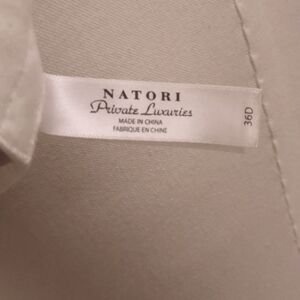 NATORI
Private Luxuries
MADE IN CHINA
FABRIQUE EN CHINE
36D